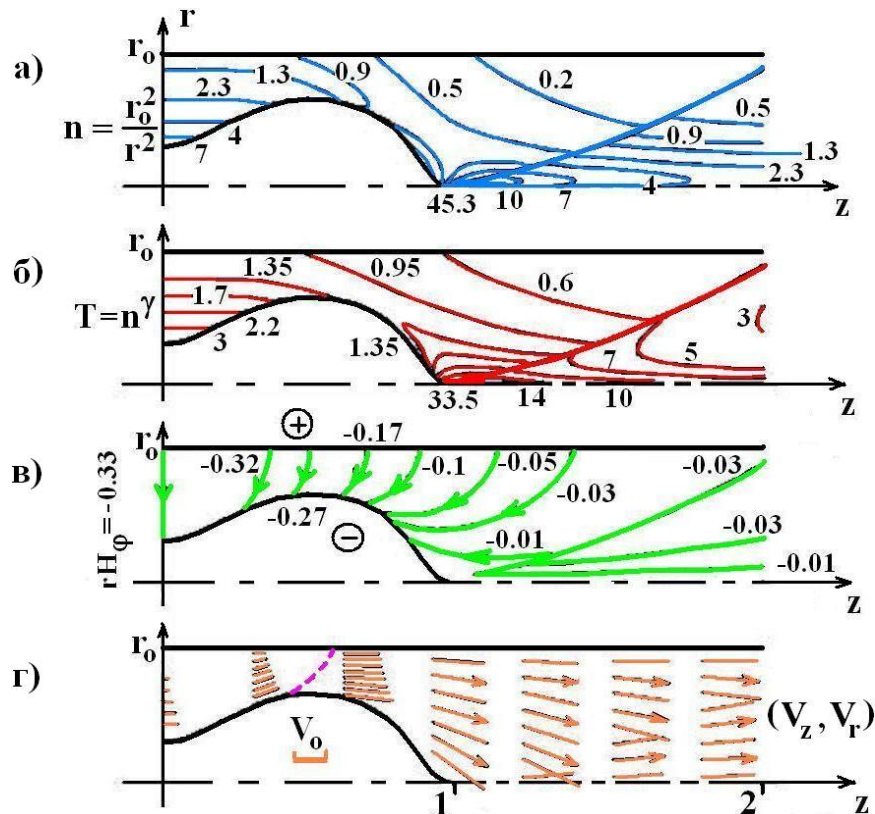 r
а)
r₀
2.3
1.3
0.9
0.5
0.2
0.5
0.9
1.3
2.3
n = r₀²/r²
7
4
45.3
10
7
4
z
б)
r₀
1.35
0.95
0.6
T=n^γ
1.7
2.2
3
1.35
7
5
3
33.5
14
10
z
в)
r₀
+
-0.32
-0.17
-0.1
-0.05
-0.03
-0.03
rHφ=-0.33
-0.27
−
-0.01
-0.03
-0.01
z
г)
r₀
V₀
(V_z, V_r)
1
2
z